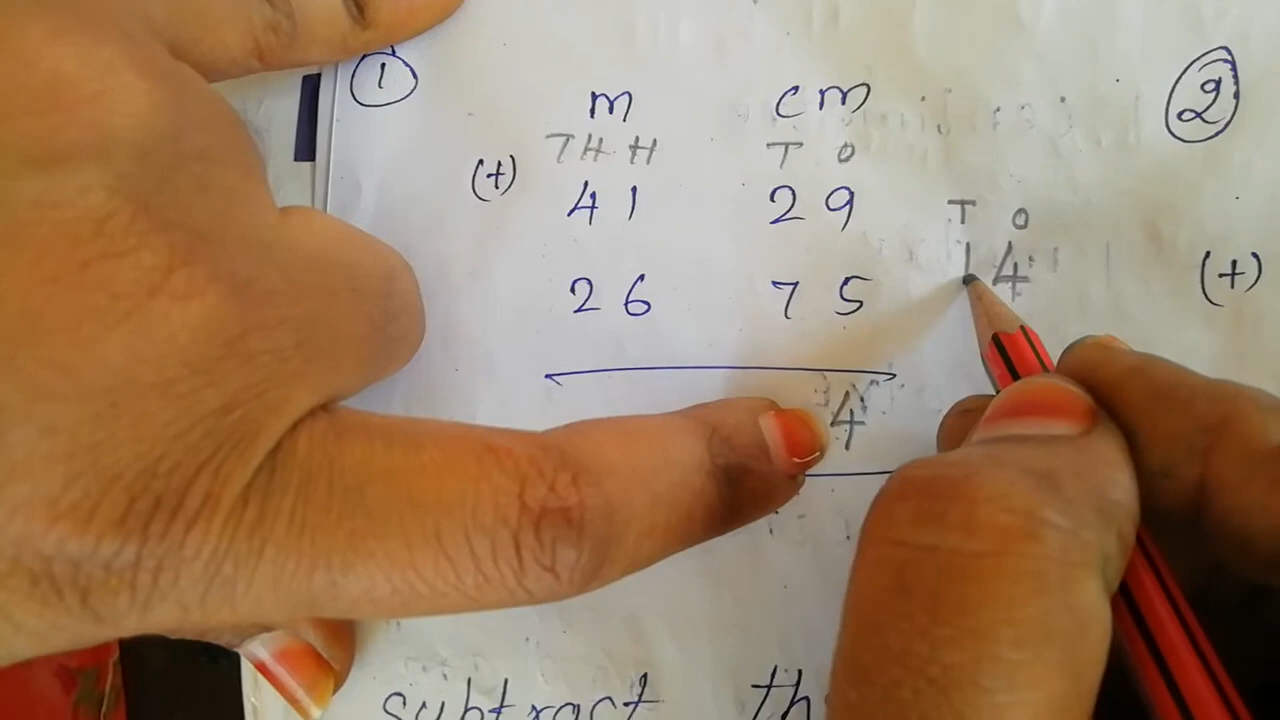 ① ②
m cm
TH H T O
(+) 41 29 T O
14 (+)
26 75
4
subtract